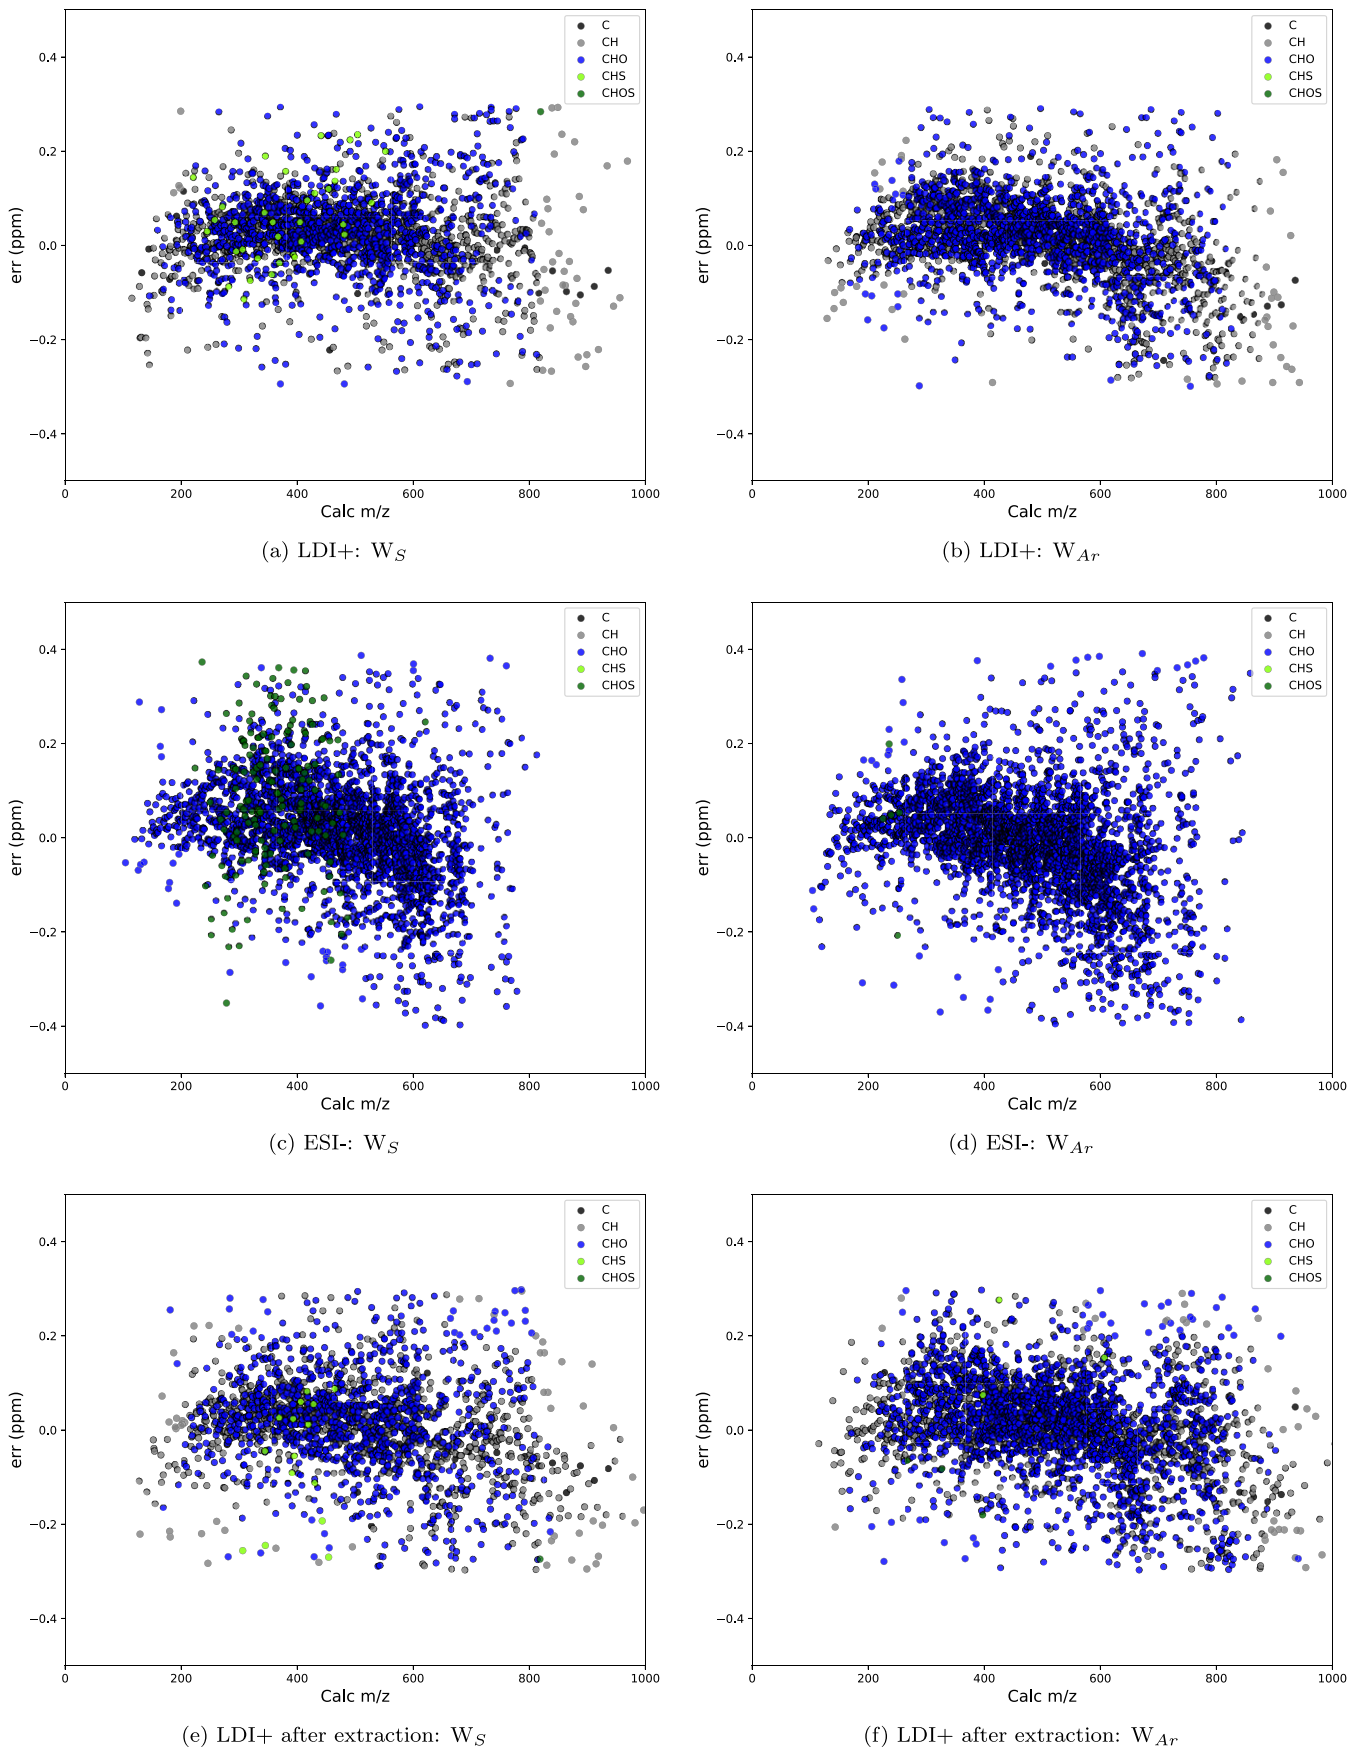 C
CH
CHO
CHS
CHOS
0.4
0.2
0.0
−0.2
−0.4
err (ppm)
0 200 400 600 800 1000
Calc m/z
(a) LDI+: W_S
C
CH
CHO
CHS
CHOS
0.4
0.2
0.0
−0.2
−0.4
err (ppm)
0 200 400 600 800 1000
Calc m/z
(b) LDI+: W_Ar
C
CH
CHO
CHS
CHOS
0.4
0.2
0.0
−0.2
−0.4
err (ppm)
0 200 400 600 800 1000
Calc m/z
(c) ESI-: W_S
C
CH
CHO
CHS
CHOS
0.4
0.2
0.0
−0.2
−0.4
err (ppm)
0 200 400 600 800 1000
Calc m/z
(d) ESI-: W_Ar
C
CH
CHO
CHS
CHOS
0.4
0.2
0.0
−0.2
−0.4
err (ppm)
0 200 400 600 800 1000
Calc m/z
(e) LDI+ after extraction: W_S
C
CH
CHO
CHS
CHOS
0.4
0.2
0.0
−0.2
−0.4
err (ppm)
0 200 400 600 800 1000
Calc m/z
(f) LDI+ after extraction: W_Ar